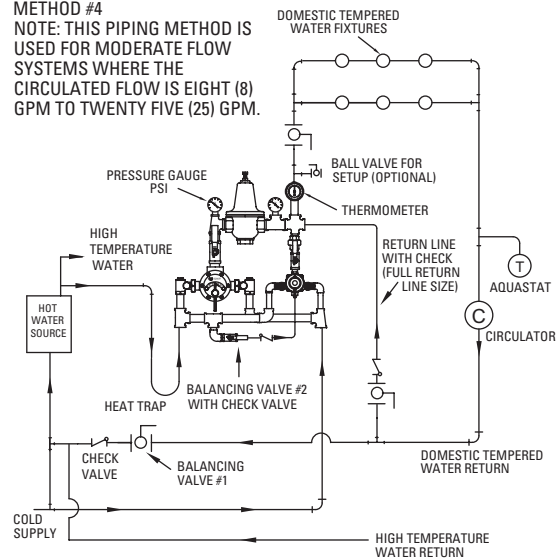 METHOD #4
NOTE: THIS PIPING METHOD IS
USED FOR MODERATE FLOW
SYSTEMS WHERE THE
CIRCULATED FLOW IS EIGHT (8)
GPM TO TWENTY FIVE (25) GPM.
DOMESTIC TEMPERED
WATER FIXTURES
BALL VALVE FOR
SETUP (OPTIONAL)
PRESSURE GAUGE
PSI
THERMOMETER
HIGH
TEMPERATURE
WATER
RETURN LINE
WITH CHECK
(FULL RETURN
LINE SIZE)
T
AQUASTAT
HOT
WATER
SOURCE
C
CIRCULATOR
BALANCING VALVE #2
WITH CHECK VALVE
HEAT TRAP
CHECK
VALVE
BALANCING
VALVE #1
DOMESTIC TEMPERED
WATER RETURN
COLD
SUPPLY
HIGH TEMPERATURE
WATER RETURN